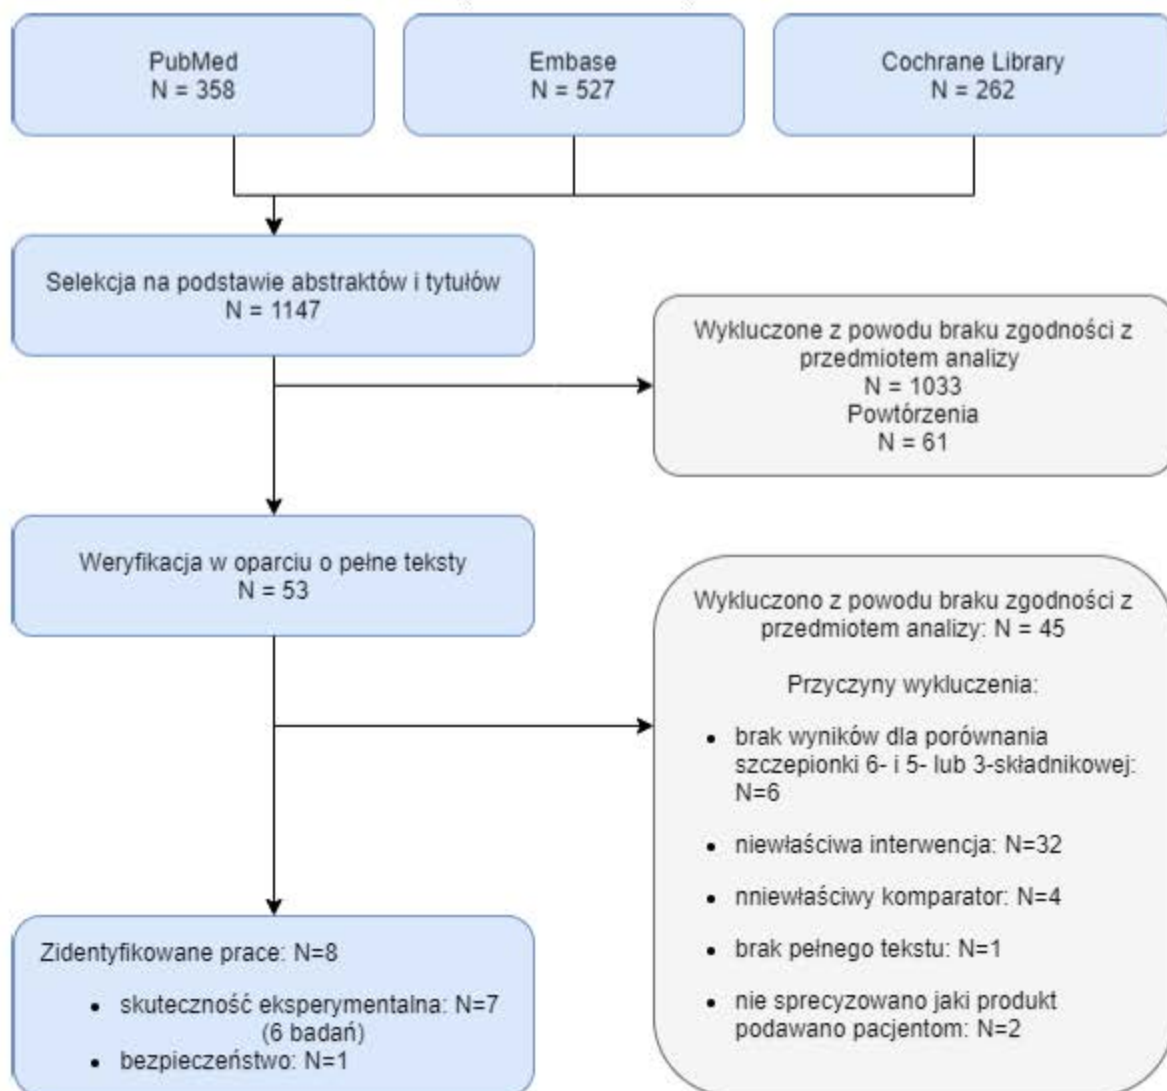 PubMed
N = 358
Embase
N = 527
Cochrane Library
N = 262
Selekcja na podstawie abstraktów i tytułów
N = 1147
Wykluczone z powodu braku zgodności z
przedmiotem analizy
N = 1033
Powtórzenia
N = 61
Weryfikacja w oparciu o pełne teksty
N = 53
Wykluczono z powodu braku zgodności z
przedmiotem analizy: N = 45
Przyczyny wykluczenia:
• brak wyników dla porównania
szczepionki 6- i 5- lub 3-składnikowej:
N=6
• niewłaściwa interwencja: N=32
• nniewłaściwy komparator: N=4
• brak pełnego tekstu: N=1
• nie sprecyzowano jaki produkt
podawano pacjentom: N=2
Zidentyfikowane prace: N=8
• skuteczność eksperymentalna: N=7
(6 badań)
• bezpieczeństwo: N=1